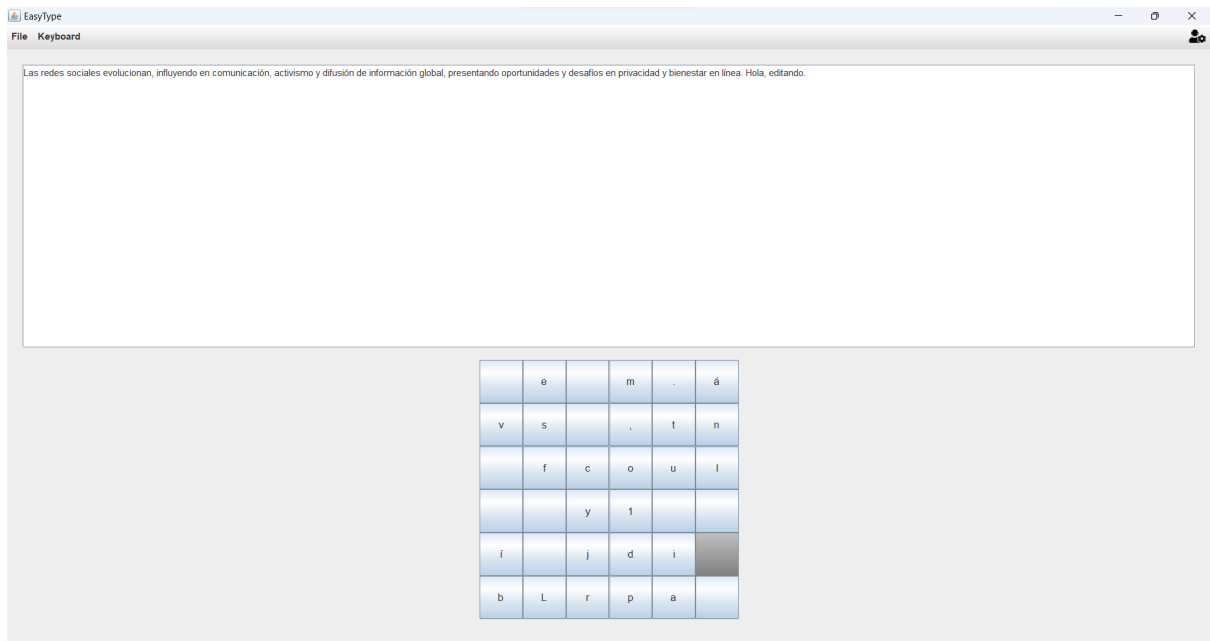 EasyType
File Keyboard
Las redes sociales evolucionan, influyendo en comunicación, activismo y difusión de información global, presentando oportunidades y desafíos en privacidad y bienestar en línea. Hola, editando.
e m . á
v s , t n
f c o u l
y 1
í j d i
b L r p a